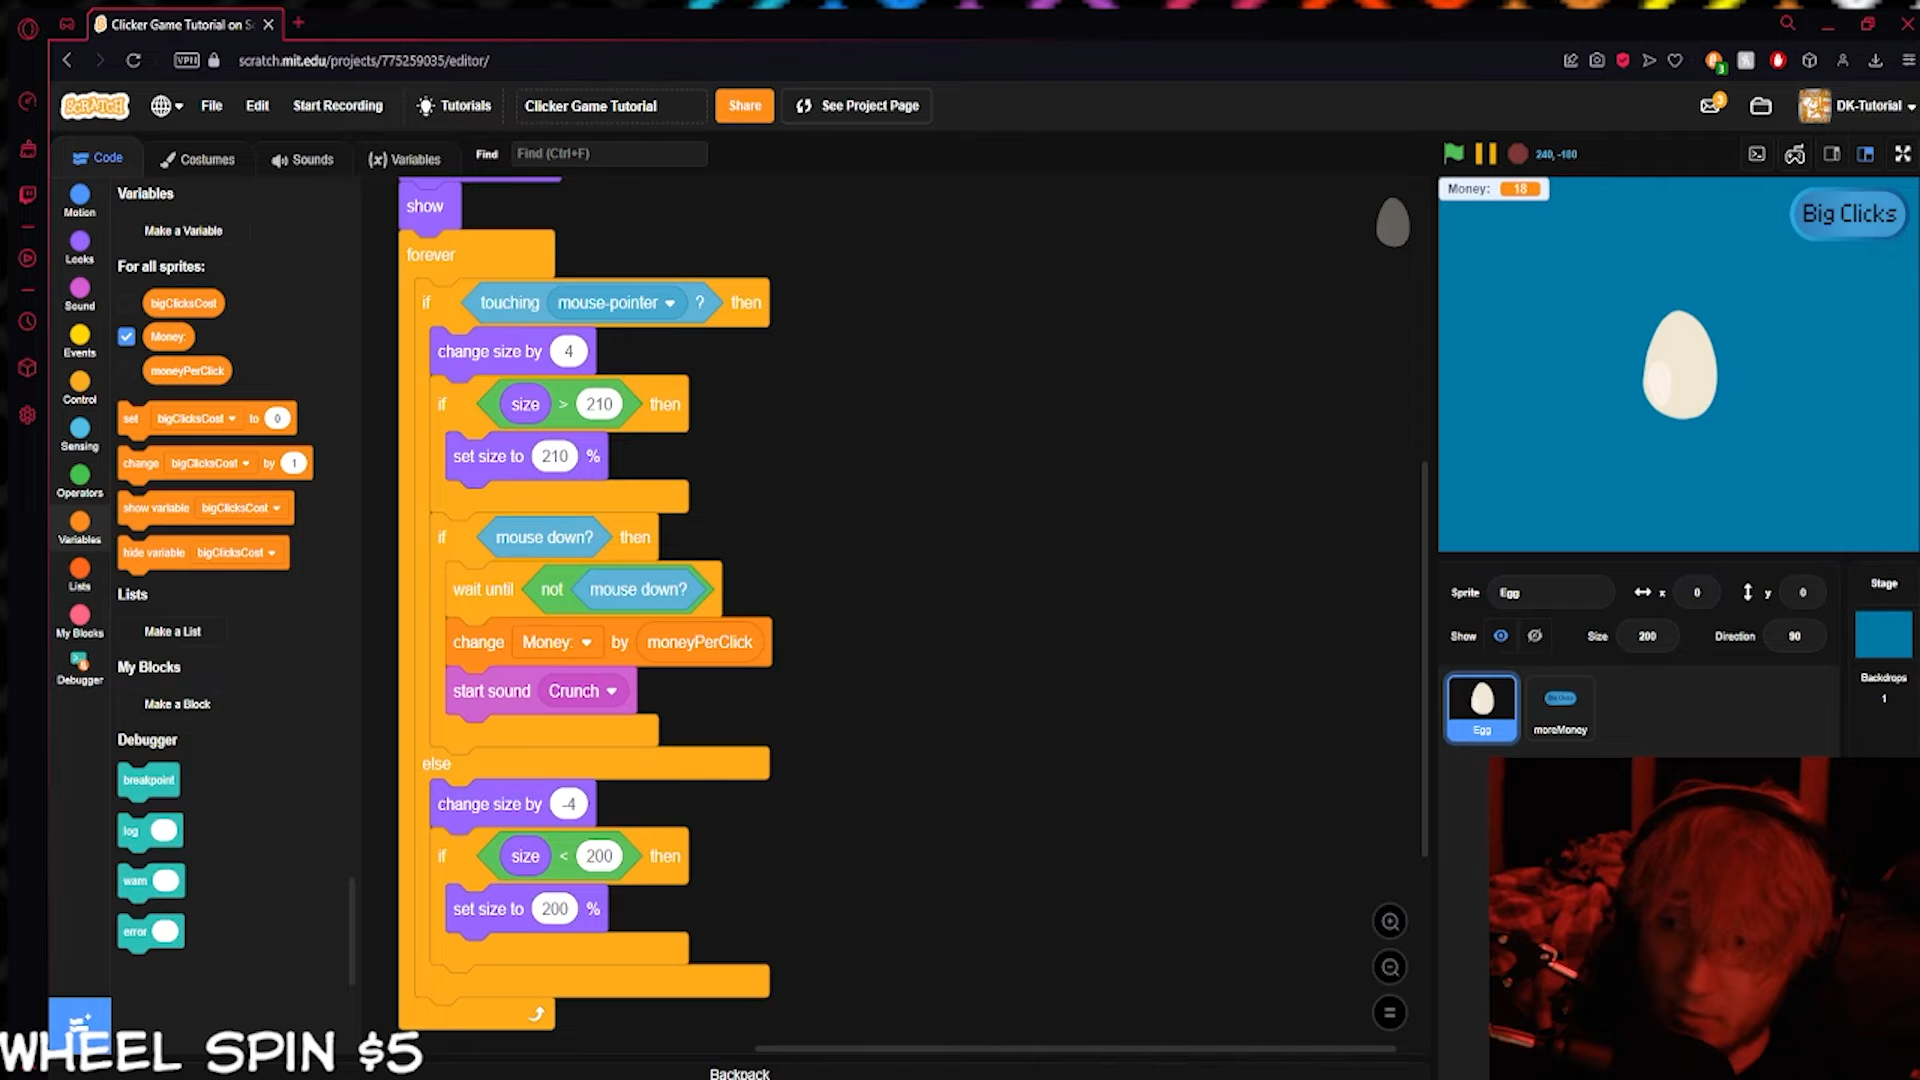 Clicker Game Tutorial on S
VPN
scratch.mit.edu/projects/775259035/editor/
3
SCRATCH
File
Edit
Start Recording
Tutorials
Clicker Game Tutorial
Share
See Project Page
3
DK-Tutorial
Code
Costumes
Sounds
(x) Variables
Find
Find (Ctrl+F)
240, -180
Motion
Looks
Sound
Events
Control
Sensing
Operators
Variables
Lists
My Blocks
Debugger
Variables
Make a Variable
For all sprites:
bigClicksCost
Money:
moneyPerClick
set bigClicksCost to 0
change bigClicksCost by 1
show variable bigClicksCost
hide variable bigClicksCost
Lists
Make a List
My Blocks
Make a Block
Debugger
breakpoint
log
warn
error
show
forever
if touching mouse-pointer ? then
change size by 4
if size > 210 then
set size to 210 %
if mouse down? then
wait until not mouse down?
change Money: by moneyPerClick
start sound Crunch
else
change size by -4
if size < 200 then
set size to 200 %
Money: 18
Big Clicks
Sprite Egg x 0 y 0
Show Size 200 Direction 90
Egg
moreMoney
Stage
Backdrops
1
WHEEL SPIN $5
Backpack